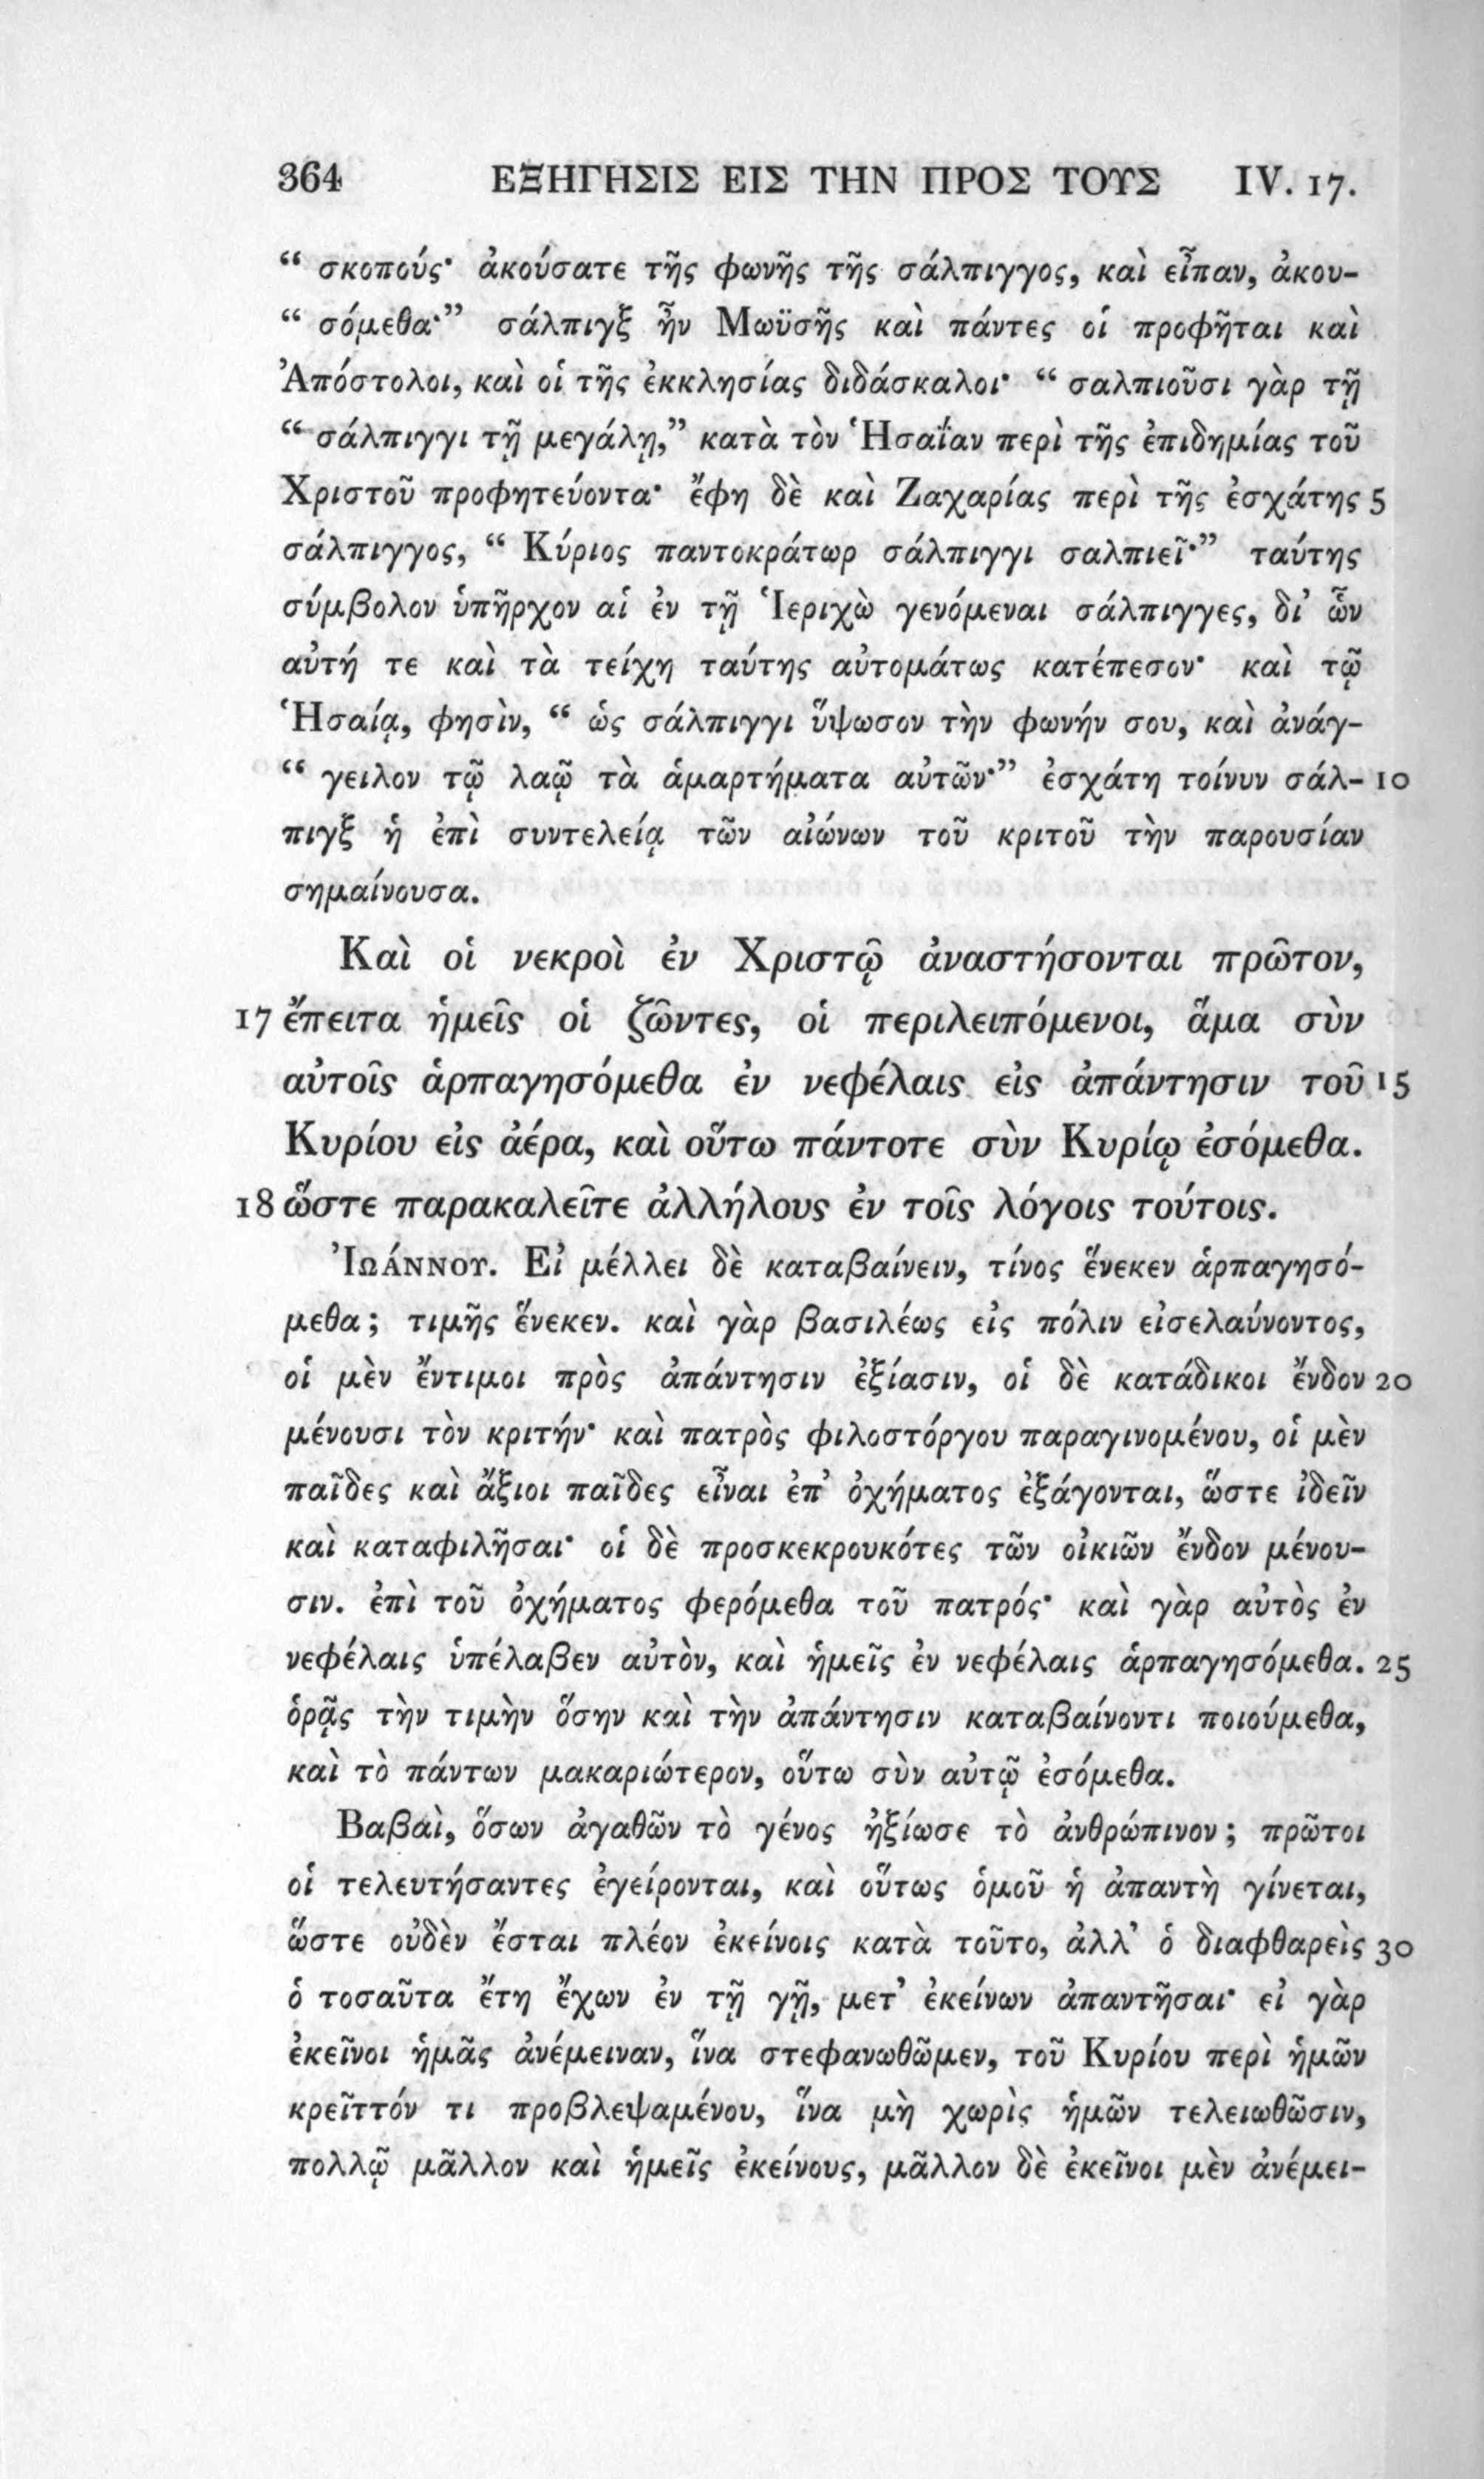 364 ΕΞΗΓΗΣΙΣ ΕΙΣ ΤΗΝ ΠΡΟΣ ΤΟΥΣ IV. 17.
“ σκοπούς· ἀκούσατε τῆς φωνῆς τῆς σάλπιγγος, καὶ εἶπαν, ἀκου-
“ σόμεθα·” σάλπιγξ ἦν Μωϋσῆς καὶ πάντες οἱ προφῆται καὶ
Ἀπόστολοι, καὶ οἱ τῆς ἐκκλησίας διδάσκαλοι· “ σαλπιοῦσι γὰρ τῇ
“ σάλπιγγι τῇ μεγάλῃ,” κατὰ τὸν Ἡσαΐαν περὶ τῆς ἐπιδημίας τοῦ
Χριστοῦ προφητεύοντα· ἔφη δὲ καὶ Ζαχαρίας περὶ τῆς ἐσχάτης 5
σάλπιγγος, “ Κύριος παντοκράτωρ σάλπιγγι σαλπιεῖ·” ταύτης
σύμβολον ὑπῆρχον αἱ ἐν τῇ Ἱεριχὼ γενόμεναι σάλπιγγες, δι’ ὧν
αὐτή τε καὶ τὰ τείχη ταύτης αὐτομάτως κατέπεσον· καὶ τῷ
Ἡσαίᾳ, φησὶν, “ ὡς σάλπιγγι ὕψωσον τὴν φωνήν σου, καὶ ἀνάγ-
“ γειλον τῷ λαῷ τὰ ἁμαρτήματα αὐτῶν·” ἐσχάτη τοίνυν σάλ- 10
πιγξ ἡ ἐπὶ συντελείᾳ τῶν αἰώνων τοῦ κριτοῦ τὴν παρουσίαν
σημαίνουσα.
Καὶ οἱ νεκροὶ ἐν Χριστῷ ἀναστήσονται πρῶτον,
17 ἔπειτα ἡμεῖς οἱ ζῶντες, οἱ περιλειπόμενοι, ἅμα σὺν
αὐτοῖς ἁρπαγησόμεθα ἐν νεφέλαις εἰς ἀπάντησιν τοῦ 15
Κυρίου εἰς ἀέρα, καὶ οὕτω πάντοτε σὺν Κυρίῳ ἐσόμεθα.
18 ὥστε παρακαλεῖτε ἀλλήλους ἐν τοῖς λόγοις τούτοις.
ἸΩΆΝΝΟΥ. Εἰ μέλλει δὲ καταβαίνειν, τίνος ἕνεκεν ἁρπαγησό-
μεθα; τιμῆς ἕνεκεν. καὶ γὰρ βασιλέως εἰς πόλιν εἰσελαύνοντος,
οἱ μὲν ἔντιμοι πρὸς ἀπάντησιν ἐξίασιν, οἱ δὲ κατάδικοι ἔνδον 20
μένουσι τὸν κριτήν· καὶ πατρὸς φιλοστόργου παραγινομένου, οἱ μὲν
παῖδες καὶ ἄξιοι παῖδες εἶναι ἐπ’ ὀχήματος ἐξάγονται, ὥστε ἰδεῖν
καὶ καταφιλῆσαι· οἱ δὲ προσκεκρουκότες τῶν οἰκιῶν ἔνδον μένου-
σιν. ἐπὶ τοῦ ὀχήματος φερόμεθα τοῦ πατρός· καὶ γὰρ αὐτὸς ἐν
νεφέλαις ὑπέλαβεν αὐτὸν, καὶ ἡμεῖς ἐν νεφέλαις ἁρπαγησόμεθα. 25
ὁρᾷς τὴν τιμὴν ὅσην καὶ τὴν ἀπάντησιν καταβαίνοντι ποιούμεθα,
καὶ τὸ πάντων μακαριώτερον, οὕτω σὺν αὐτῷ ἐσόμεθα.
Βαβαὶ, ὅσων ἀγαθῶν τὸ γένος ἠξίωσε τὸ ἀνθρώπινον; πρῶτοι
οἱ τελευτήσαντες ἐγείρονται, καὶ οὕτως ὁμοῦ ἡ ἀπαντὴ γίνεται,
ὥστε οὐδὲν ἔσται πλέον ἐκείνοις κατὰ τοῦτο, ἀλλ’ ὁ διαφθαρεὶς 30
ὁ τοσαῦτα ἔτη ἔχων ἐν τῇ γῇ, μετ’ ἐκείνων ἀπαντῆσαι· εἰ γὰρ
ἐκεῖνοι ἡμᾶς ἀνέμειναν, ἵνα στεφανωθῶμεν, τοῦ Κυρίου περὶ ἡμῶν
κρεῖττόν τι προβλεψαμένου, ἵνα μὴ χωρὶς ἡμῶν τελειωθῶσιν,
πολλῷ μᾶλλον καὶ ἡμεῖς ἐκείνους, μᾶλλον δὲ ἐκεῖνοι μὲν ἀνέμει-